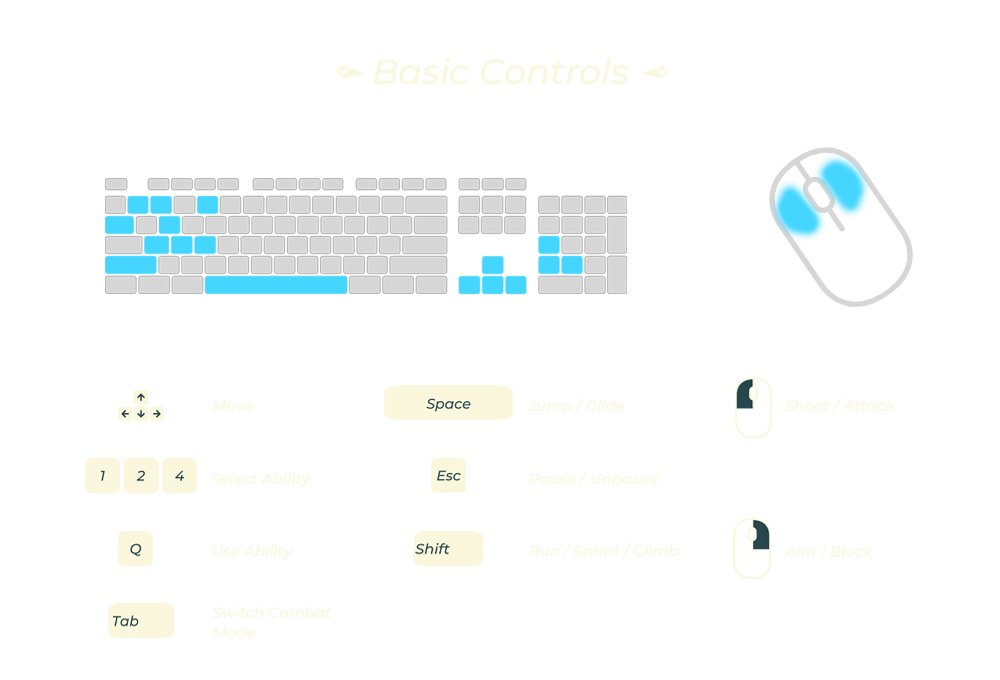 Basic Controls
Move
Space
Jump / Glide
Shoot / Attack
1 2 4
Select Ability
Esc
Pause / Unpause
Q
Use Ability
Shift
Run / Sprint / Climb
Aim / Block
Tab
Switch Combat
Mode